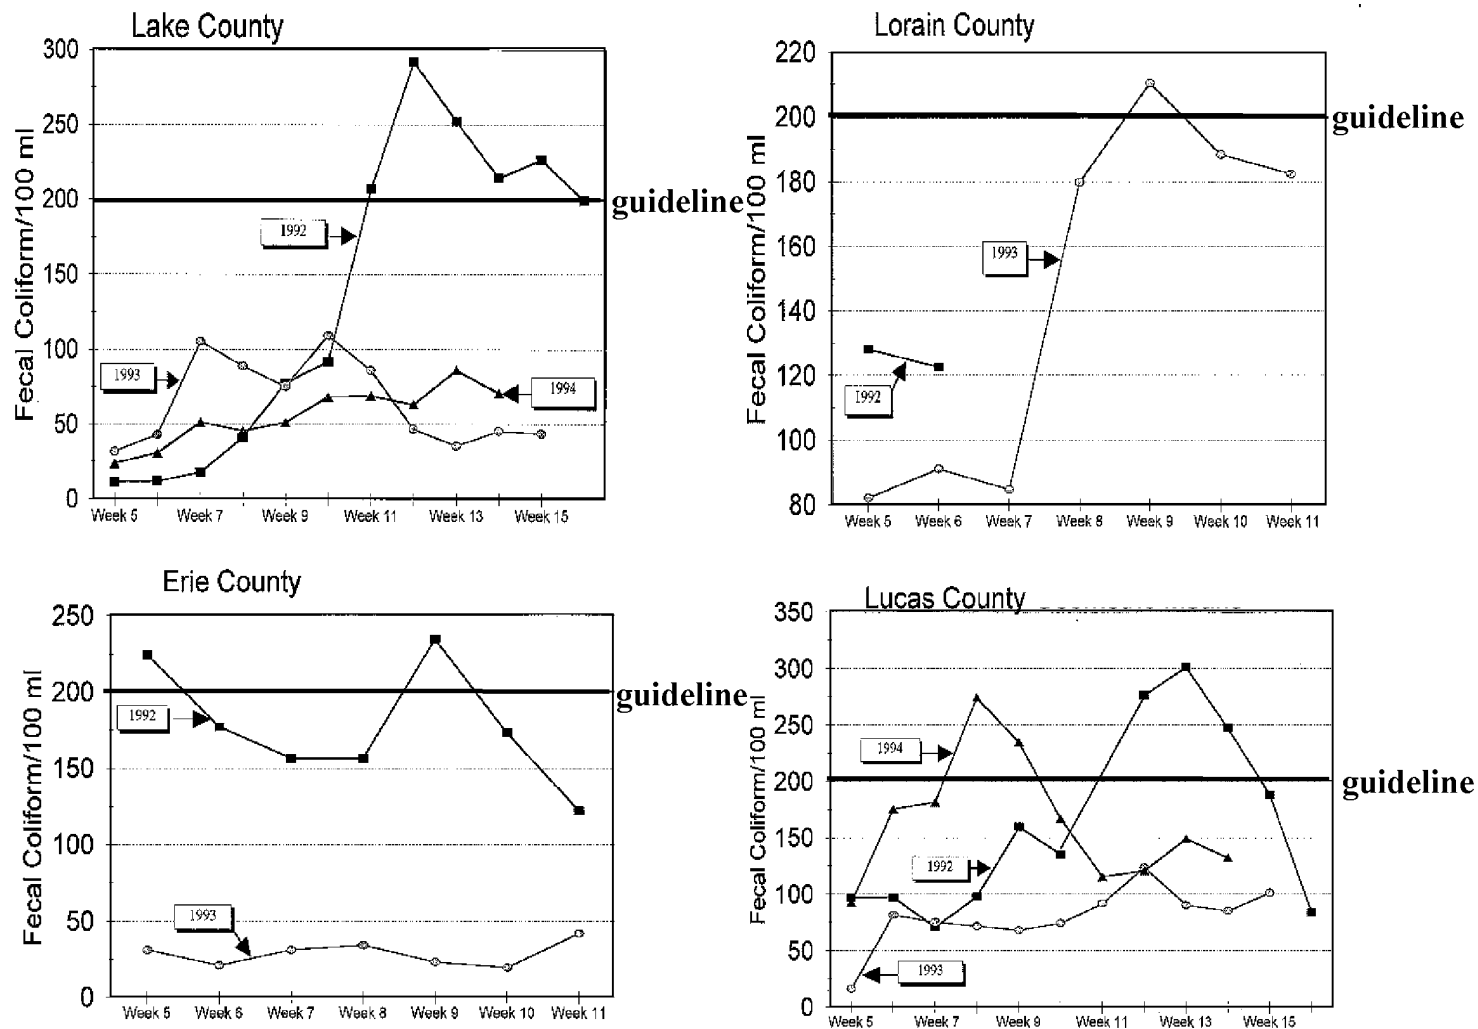 Lake County
Fecal Coliform/100 ml
300
250
200
150
100
50
0
guideline
1992
1993
1994
Week 5 Week 7 Week 9 Week 11 Week 13 Week 15
Lorain County
Fecal Coliform/100 ml
220
200
180
160
140
120
100
80
guideline
1993
1992
Week 5 Week 6 Week 7 Week 8 Week 9 Week 10 Week 11
Erie County
Fecal Coliform/100 ml
250
200
150
100
50
0
guideline
1992
1993
Week 5 Week 6 Week 7 Week 8 Week 9 Week 10 Week 11
Lucas County
Fecal Coliform/100 ml
350
300
250
200
150
100
50
0
guideline
1994
1992
1993
Week 5 Week 7 Week 9 Week 11 Week 13 Week 15